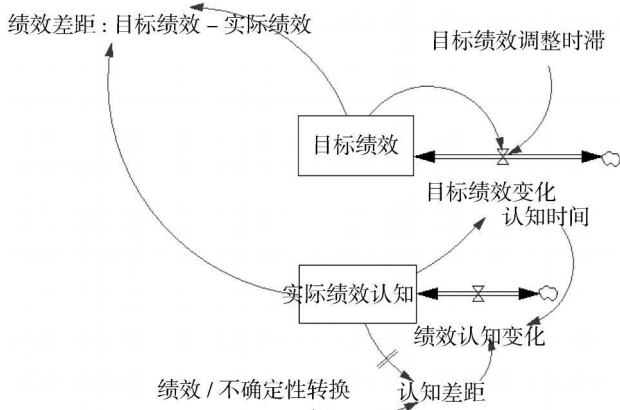 绩效差距 : 目标绩效 – 实际绩效
目标绩效调整时滞
目标绩效
目标绩效变化
认知时间
实际绩效认知
绩效认知变化
绩效 / 不确定性转换
认知差距